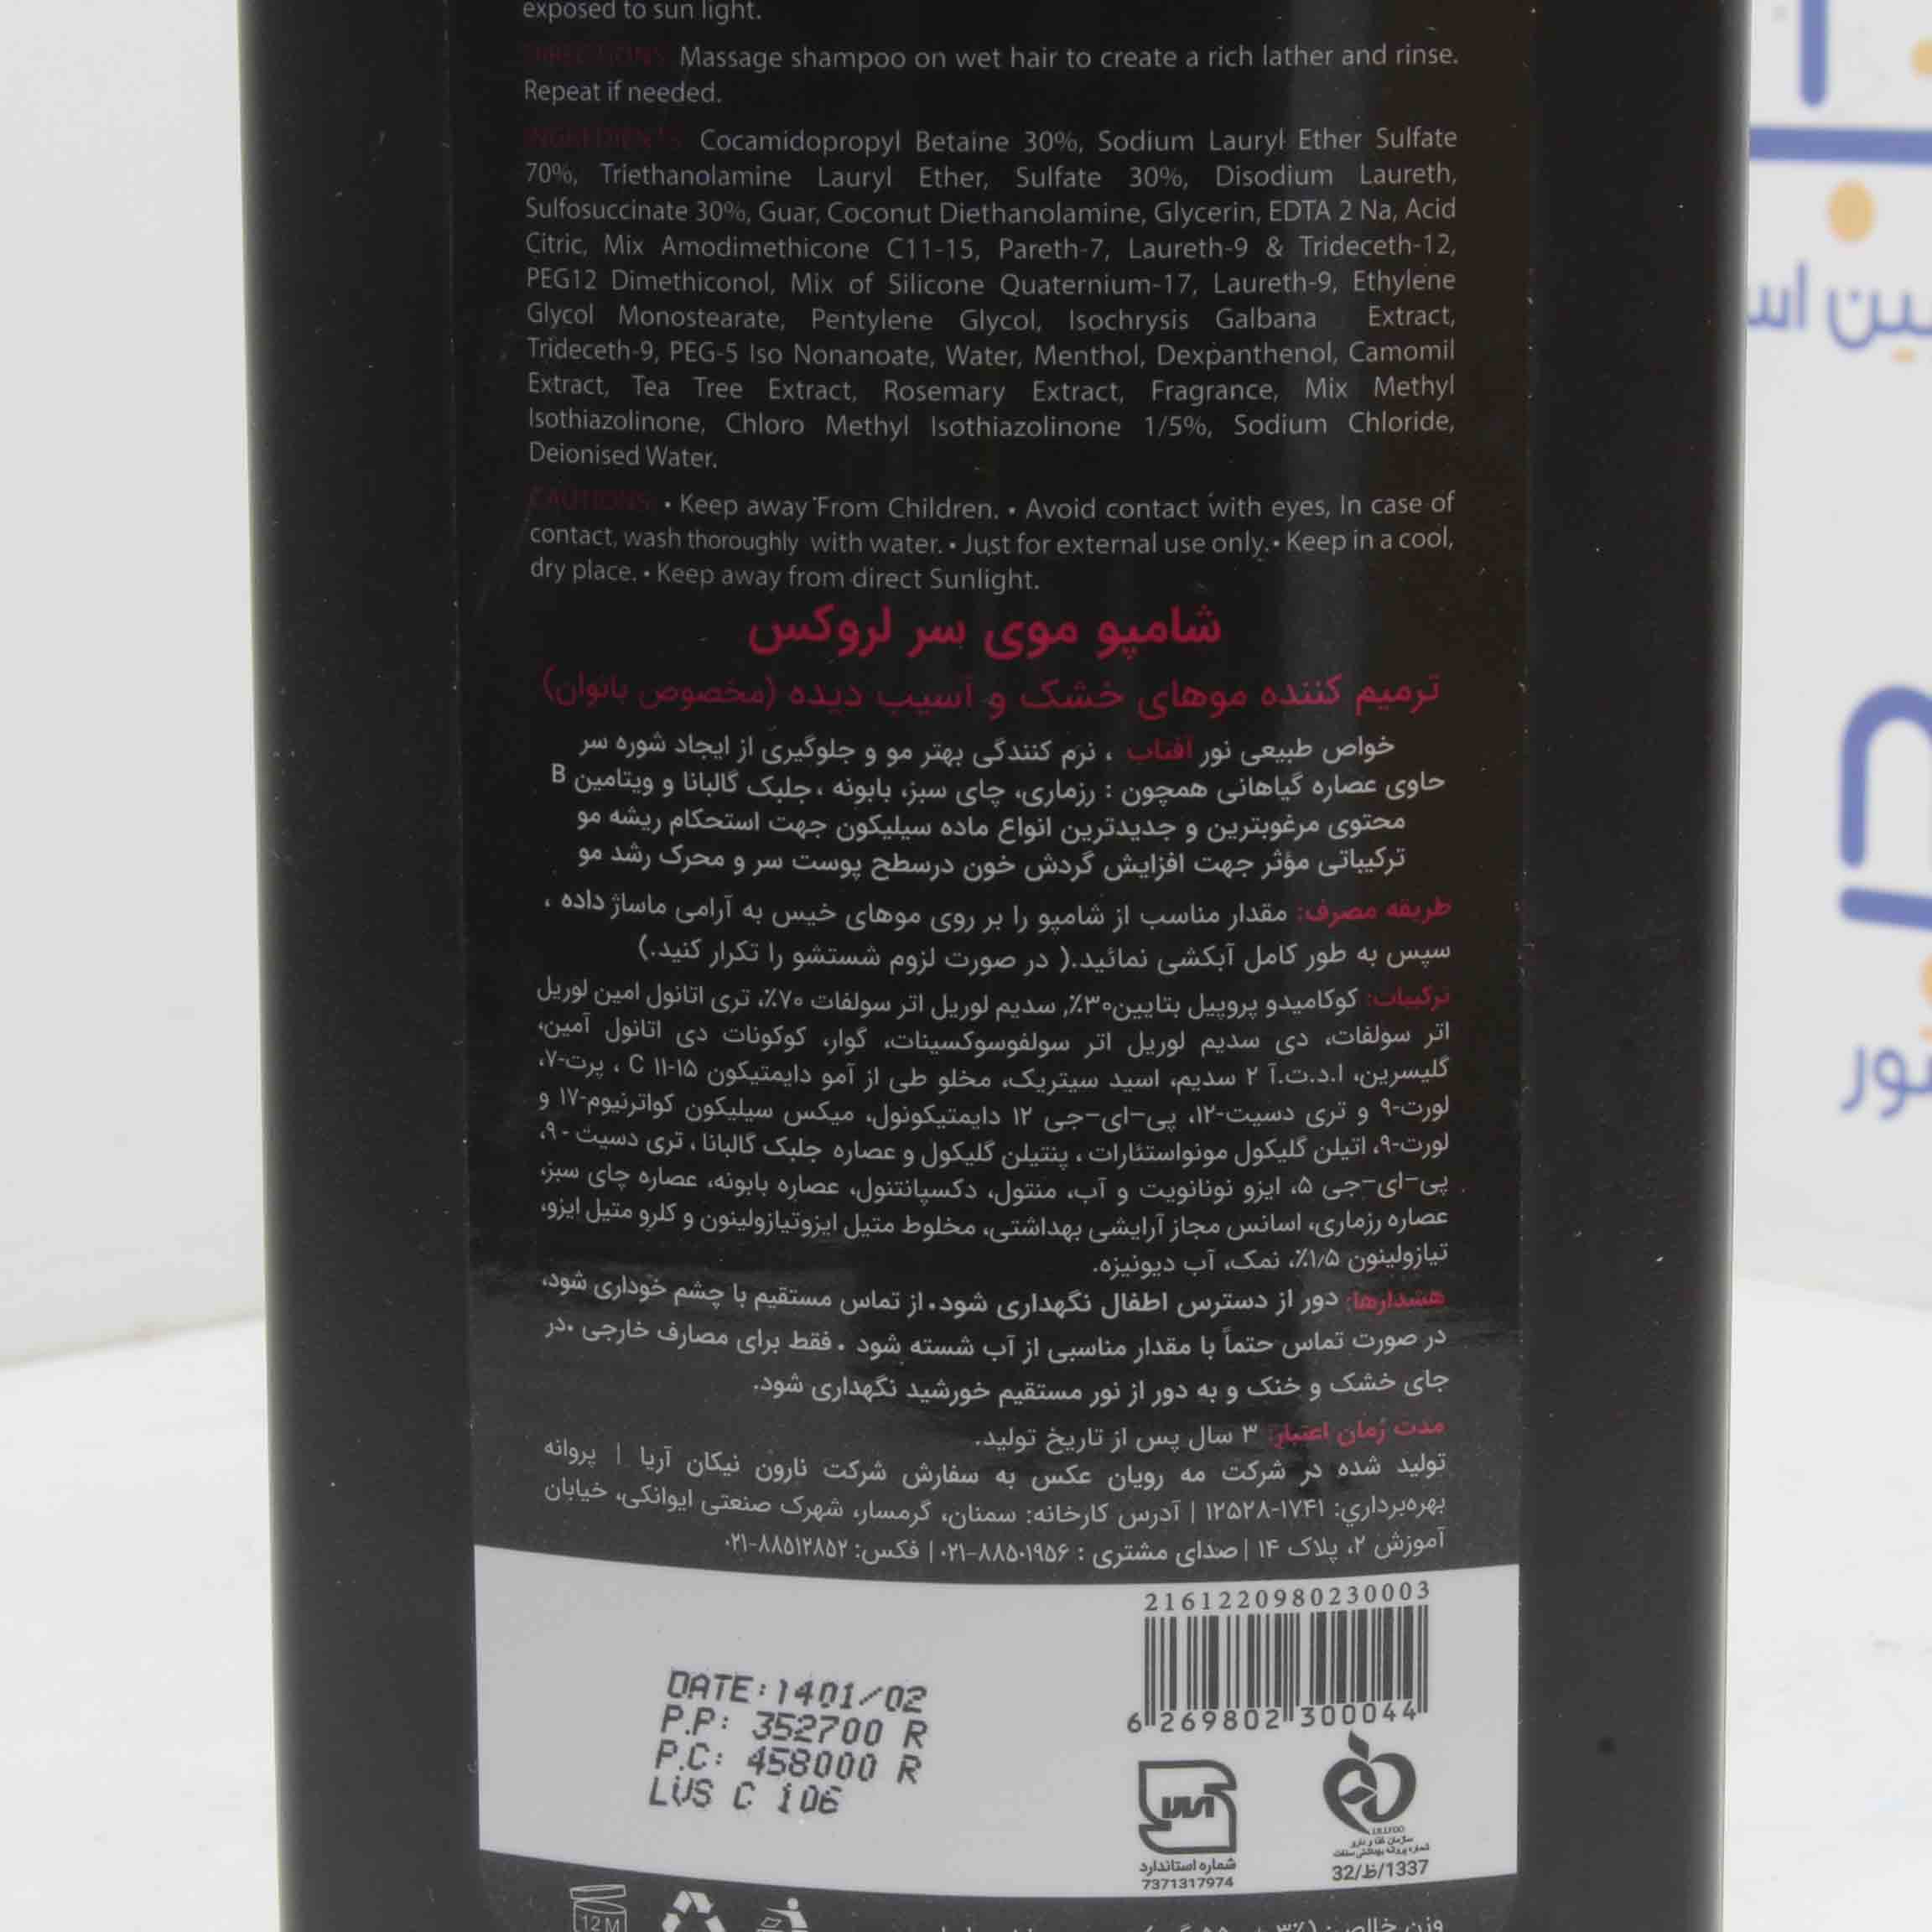 exposed to sun light.
DIRECTIONS: Massage shampoo on wet hair to create a rich lather and rinse.
Repeat if needed.
INGREDIENTS: Cocamidopropyl Betaine 30%, Sodium Lauryl Ether Sulfate
70%, Triethanolamine Lauryl Ether, Sulfate 30%, Disodium Laureth,
Sulfosuccinate 30%, Guar, Coconut Diethanolamine, Glycerin, EDTA 2 Na, Acid
Citric, Mix Amodimethicone C11-15, Pareth-7, Laureth-9 & Trideceth-12,
PEG12 Dimethiconol, Mix of Silicone Quaternium-17, Laureth-9, Ethylene
Glycol Monostearate, Pentylene Glycol, Isochrysis Galbana Extract,
Trideceth-9, PEG-5 Iso Nonanoate, Water, Menthol, Dexpanthenol, Camomil
Extract, Tea Tree Extract, Rosemary Extract, Fragrance, Mix Methyl
Isothiazolinone, Chloro Methyl Isothiazolinone 1/5%, Sodium Chloride,
Deionised Water.
CAUTIONS: • Keep away From Children. • Avoid contact with eyes, In case of
contact, wash thoroughly with water. • Just for external use only. • Keep in a cool,
dry place. • Keep away from direct Sunlight.
شامپو موی سر لروکس
ترمیم کننده موهای خشک و آسیب دیده (مخصوص بانوان)
خواص طبیعی نور آفتاب ، نرم کنندگی بهتر مو و جلوگیری از ایجاد شوره سر
حاوی عصاره گیاهانی همچون : رزماری، چای سبز، بابونه ، جلبک گالبانا و ویتامین B
محتوی مرغوبترین و جدیدترین انواع ماده سیلیکون جهت استحکام ریشه مو
ترکیباتی مؤثر جهت افزایش گردش خون درسطح پوست سر و محرک رشد مو
طریقه مصرف: مقدار مناسب از شامپو را بر روی موهای خیس به آرامی ماساژ داده ،
سپس به طور کامل آبکشی نمائید.( در صورت لزوم شستشو را تکرار کنید.)
ترکیبات: کوکامیدو پروپیل بتایین۳۰٪, سدیم لوریل اتر سولفات ۷۰٪، تری اتانول امین لوریل
اتر سولفات، دی سدیم لوریل اتر سولفوسوکسینات، گوار، کوکونات دی اتانول آمین،
گلیسرین، ا.د.ت.آ ۲ سدیم، اسید سیتریک، مخلو طی از آمو دایمتیکون C ۱۱-۱۵ ، پرت-۷،
لورت-۹ و تری دسیت-۱۲، پی-ای-جی ۱۲ دایمتیکونول، میکس سیلیکون کواترنیوم-۱۷ و
لورت-۹، اتیلن گلیکول مونواستئارات ، پنتیلن گلیکول و عصاره جلبک گالبانا ، تری دسیت -۹،
پی-ای-جی ۵، ایزو نونانویت و آب، منتول، دکسپانتنول، عصاره بابونه، عصاره چای سبز،
عصاره رزماری، اسانس مجاز آرایشی بهداشتی، مخلوط متیل ایزوتیازولینون و کلرو متیل ایزو،
تیازولینون ۱/۵٪، نمک، آب دیونیزه.
هشدارها: دور از دسترس اطفال نگهداری شود. از تماس مستقیم با چشم خوداری شود،
در صورت تماس حتماً با مقدار مناسبی از آب شسته شود . فقط برای مصارف خارجی .در
جای خشک و خنک و به دور از نور مستقیم خورشید نگهداری شود.
مدت زمان اعتبار: ۳ سال پس از تاریخ تولید.
تولید شده در شرکت مه رویان عکس به سفارش شرکت نارون نیکان آریا | پروانه
بهره‌برداری: ۱۲۵۲۸-۱۷۴۱ | آدرس کارخانه: سمنان، گرمسار، شهرک صنعتی ایوانکی، خیابان
آموزش ۲، پلاک ۱۴ | صدای مشتری : ۰۲۱-۸۸۵۰۱۹۵۶ | فکس: ۰۲۱-۸۸۵۱۲۸۵۲
2161220980230003
6 269802 300044
DATE:1401/02
P.P: 352700 R
P.C: 458000 R
LUS C 106
سازمان غذا و دارو
32/ظ/1337
شماره استاندارد
7371317974
12 M
وزن خالص:
ین اس
نور